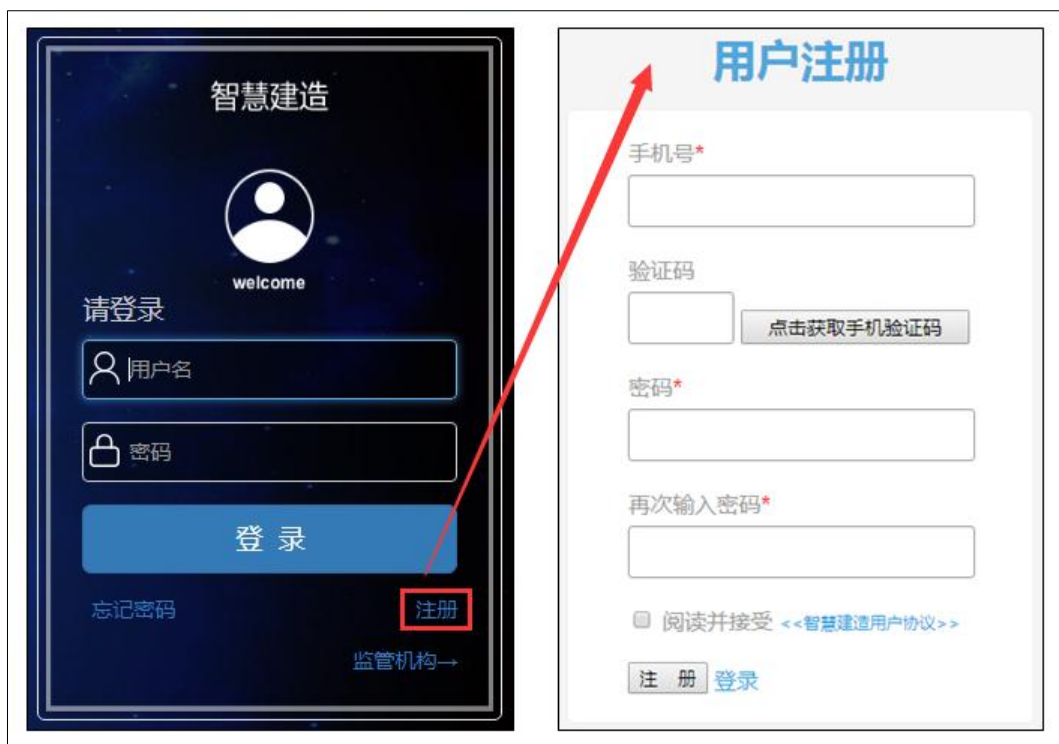 智慧建造
welcome
请登录
用户名
密码
登 录
忘记密码
注册
监管机构→
用户注册
手机号*
验证码
点击获取手机验证码
密码*
再次输入密码*
阅读并接受 <<智慧建造用户协议>>
注 册 登录